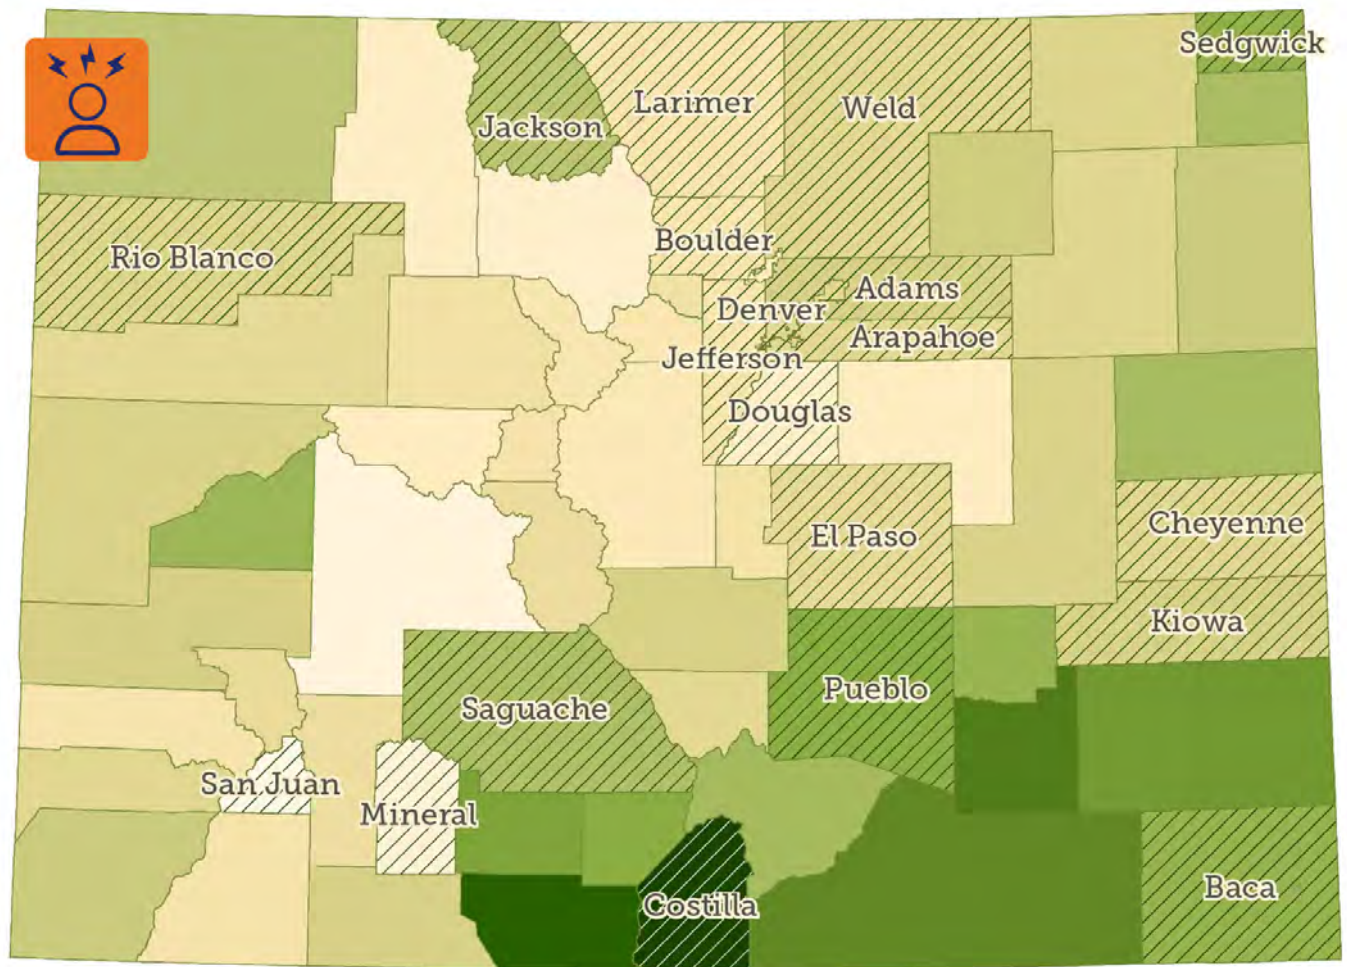 Sedgwick
Larimer
Weld
Jackson
Boulder
Rio Blanco
Adams
Denver
Arapahoe
Jefferson
Douglas
Cheyenne
El Paso
Kiowa
Pueblo
Saguache
San Juan
Mineral
Baca
Costilla